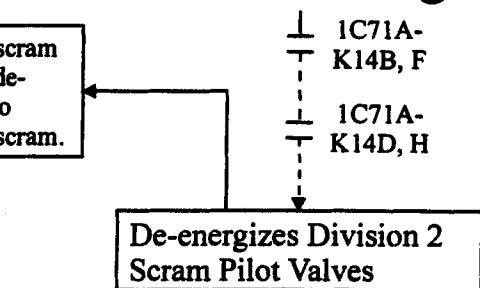 scram
de-
o
scram.
1C71A-
K14B, F
1C71A-
K14D, H
De-energizes Division 2
Scram Pilot Valves